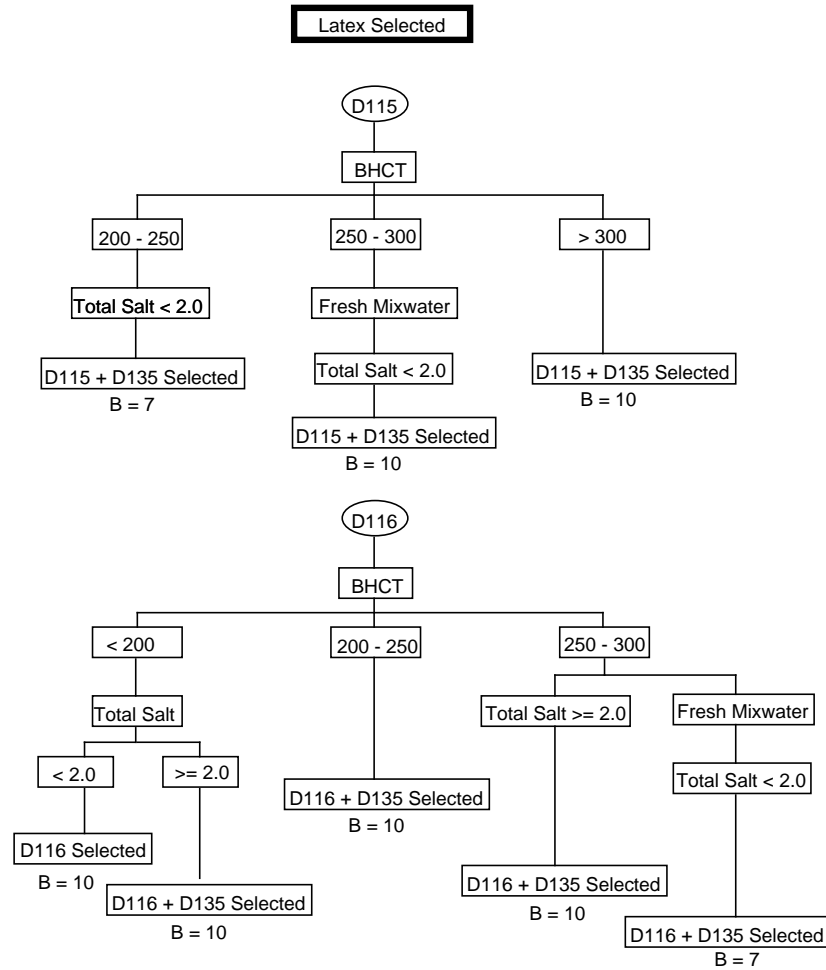 Latex Selected
D115
BHCT
200 - 250
250 - 300
> 300
Total Salt < 2.0
Fresh Mixwater
D115 + D135 Selected
B = 7
Total Salt < 2.0
D115 + D135 Selected
B = 10
D115 + D135 Selected
B = 10
D116
BHCT
< 200
200 - 250
250 - 300
Total Salt
Total Salt >= 2.0
Fresh Mixwater
< 2.0
>= 2.0
Total Salt < 2.0
D116 + D135 Selected
B = 10
D116 Selected
B = 10
D116 + D135 Selected
B = 10
D116 + D135 Selected
B = 10
D116 + D135 Selected
B = 7